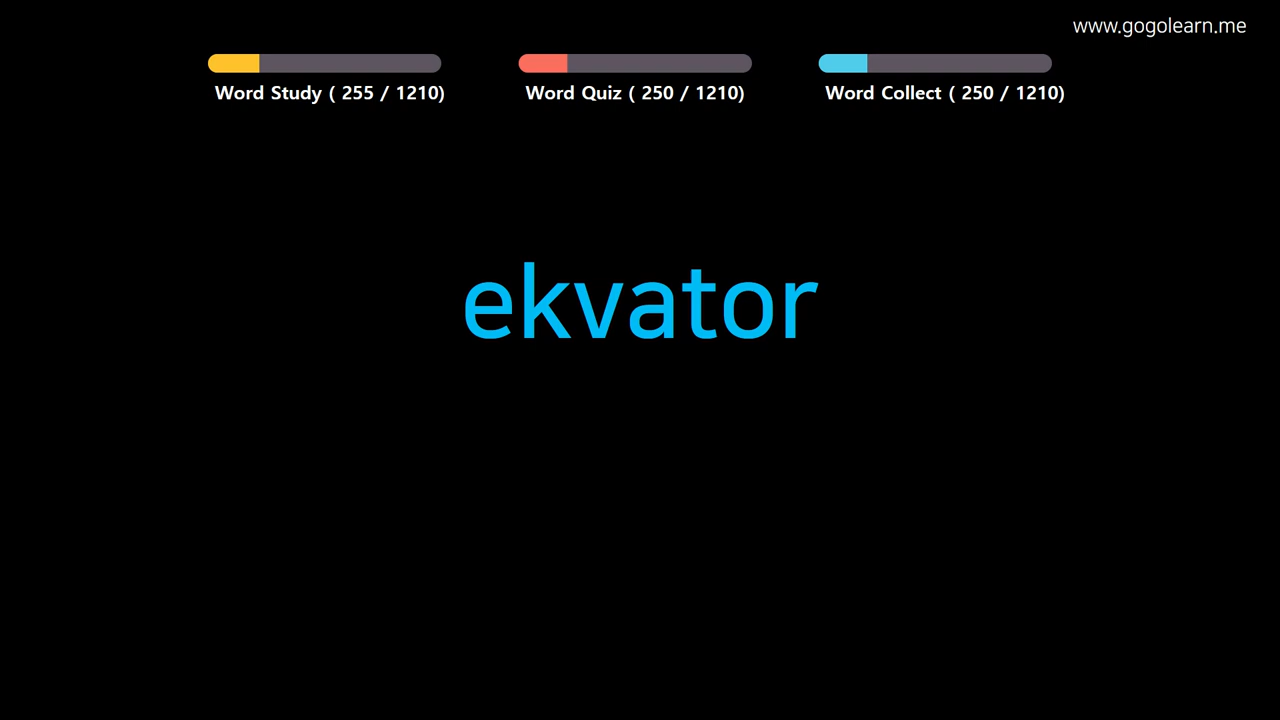 www.gogolearn.me
Word Study ( 255 / 1210)
Word Quiz ( 250 / 1210)
Word Collect ( 250 / 1210)
ekvator